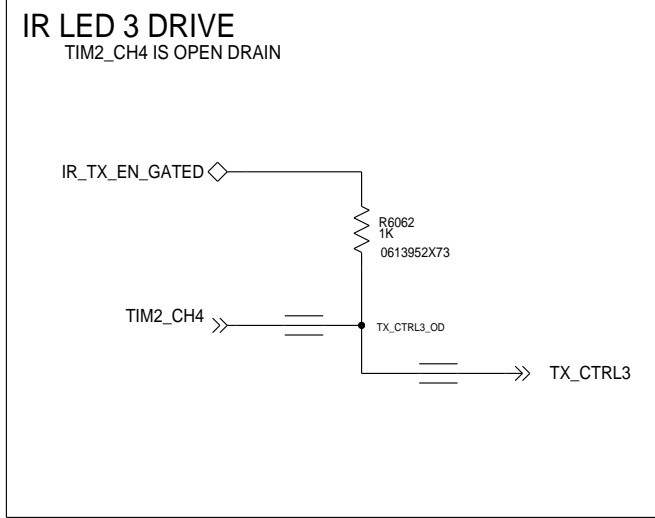 IR LED 3 DRIVE
TIM2_CH4 IS OPEN DRAIN
IR_TX_EN_GATED
R6062
1K
0613952X73
TIM2_CH4
TX_CTRL3_OD
TX_CTRL3